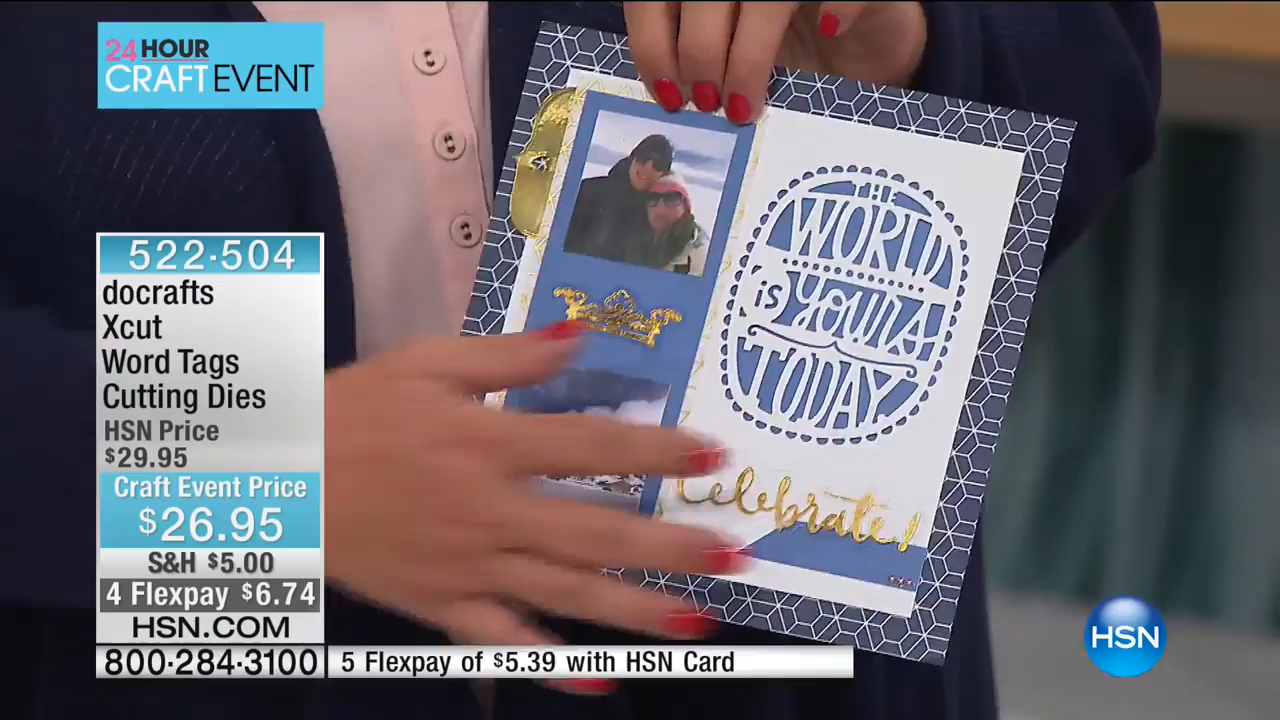 24 HOUR
CRAFT EVENT
522·504
docrafts
Xcut
Word Tags
Cutting Dies
HSN Price
$29.95
Craft Event Price
$26.95
S&H $5.00
4 Flexpay $6.74
HSN.COM
800·284·3100
5 Flexpay of $5.39 with HSN Card
THE
WORLD
is yours
TODAY
Celebrate!
HSN